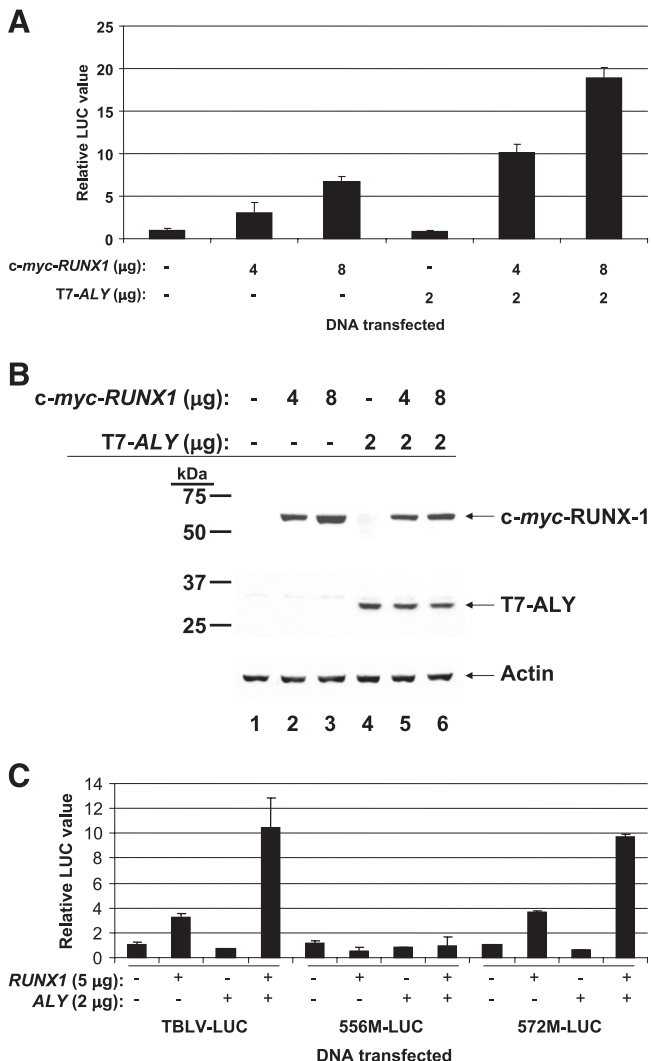 A
Relative LUC value
25
20
15
10
5
0
c-myc-RUNX1 (µg): - 4 8 - 4 8
T7-ALY (µg): - - - 2 2 2
DNA transfected
B
c-myc-RUNX1 (µg): - 4 8 - 4 8
T7-ALY (µg): - - - 2 2 2
kDa
75
50
c-myc-RUNX-1
37
25
T7-ALY
Actin
1 2 3 4 5 6
C
Relative LUC value
14
12
10
8
6
4
2
0
RUNX1 (5 µg) - + - + - + - + - + - +
ALY (2 µg) - - + + - - + + - - + +
TBLV-LUC 556M-LUC 572M-LUC
DNA transfected